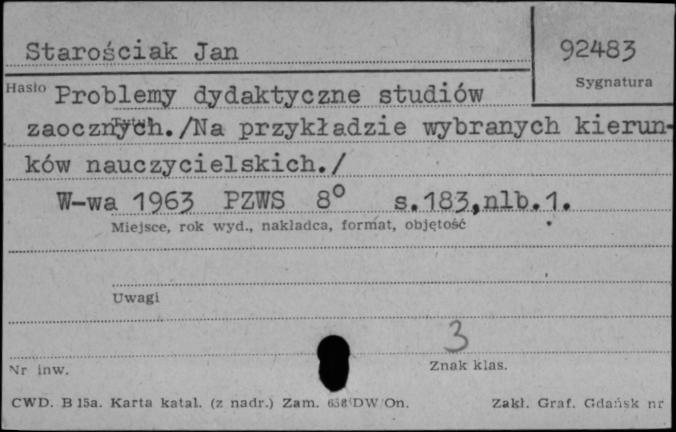 Starościak Jan
92483
Hasło
Sygnatura
Problemy dydaktyczne studiów
zaocznych./Na przykładzie wybranych kierun-
ków nauczycielskich./
W-wa 1963 PZWS 8° s.183,nlb.1.
Miejsce, rok wyd., nakładca, format, objętość
Uwagi
3
Nr inw.
Znak klas.
CWD. B 15a. Karta katal. (z nadr.) Zam. DW/On.
Zakł. Graf. Gdańsk nr